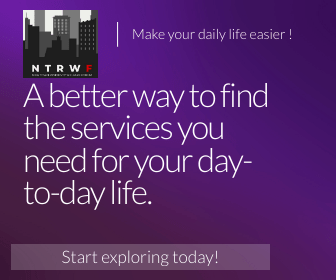 NTRWF
Make your daily life easier !
A better way to find
the services you
need for your day-
to-day life.
Start exploring today!